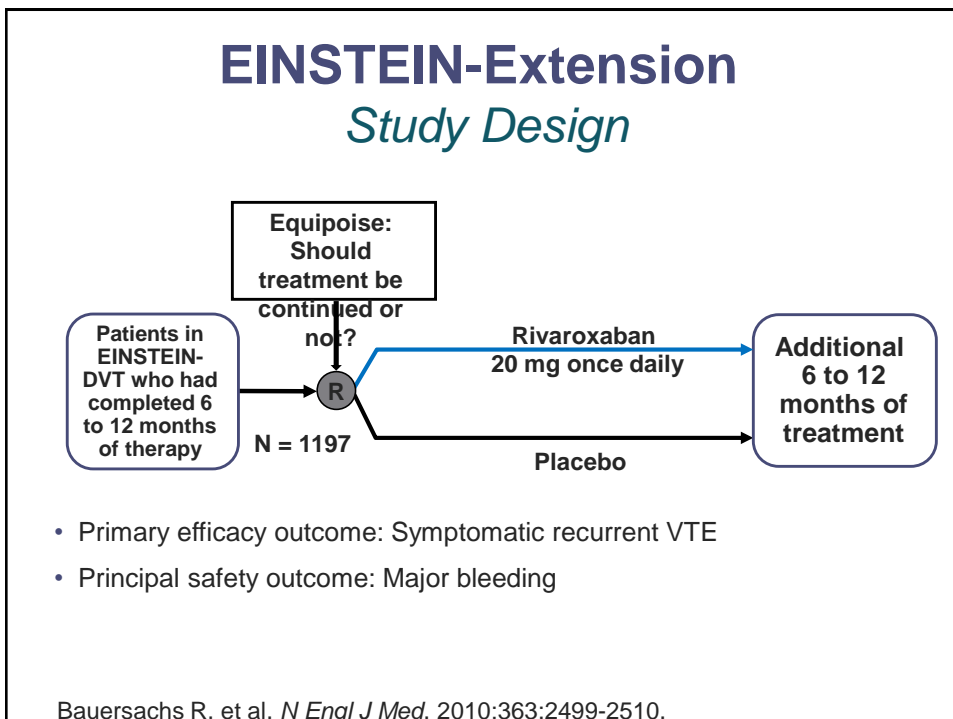 EINSTEIN-Extension
Study Design
Equipoise:
Should
treatment be
continued or
not?
Patients in
EINSTEIN-
DVT who had
completed 6
to 12 months
of therapy
R
N = 1197
Rivaroxaban
20 mg once daily
Placebo
Additional
6 to 12
months of
treatment
• Primary efficacy outcome: Symptomatic recurrent VTE
• Principal safety outcome: Major bleeding
Bauersachs R, et al. N Engl J Med. 2010;363:2499-2510.